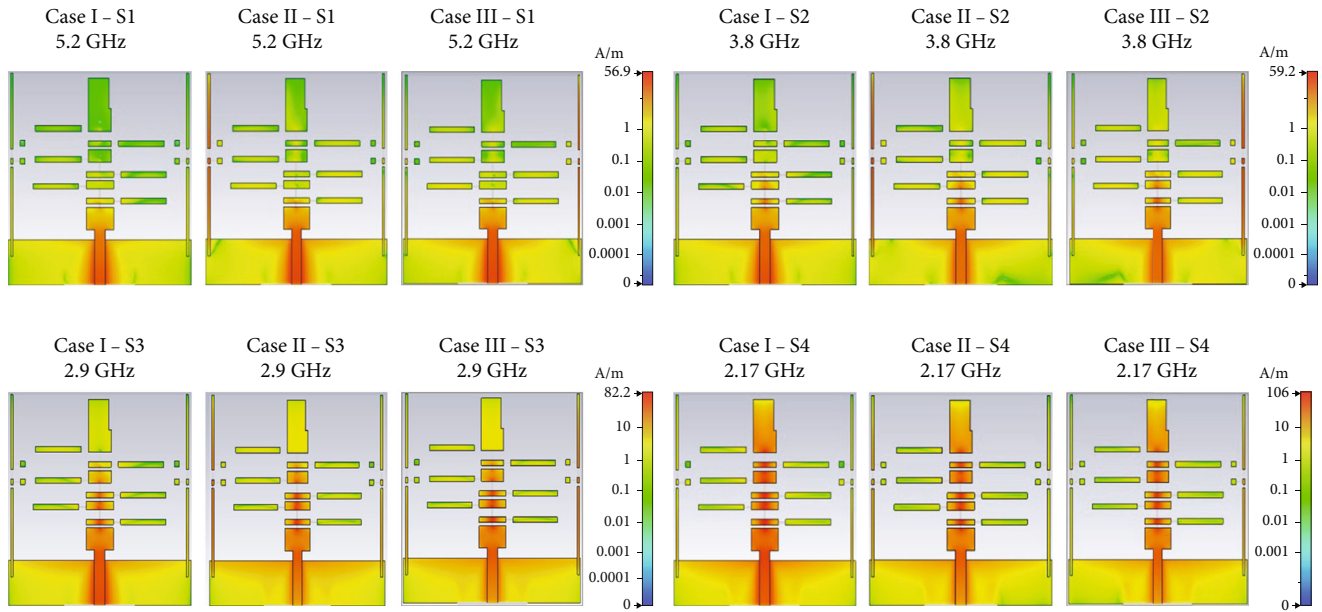 Case I – S1
5.2 GHz
Case II – S1
5.2 GHz
Case III – S1
5.2 GHz
A/m
56.9
1
0.1
0.01
0.001
0.0001
0
Case I – S2
3.8 GHz
Case II – S2
3.8 GHz
Case III – S2
3.8 GHz
A/m
59.2
1
0.1
0.01
0.001
0.0001
0
Case I – S3
2.9 GHz
Case II – S3
2.9 GHz
Case III – S3
2.9 GHz
A/m
82.2
10
1
0.1
0.01
0.001
0.0001
0
Case I – S4
2.17 GHz
Case II – S4
2.17 GHz
Case III – S4
2.17 GHz
A/m
106
10
1
0.1
0.01
0.001
0